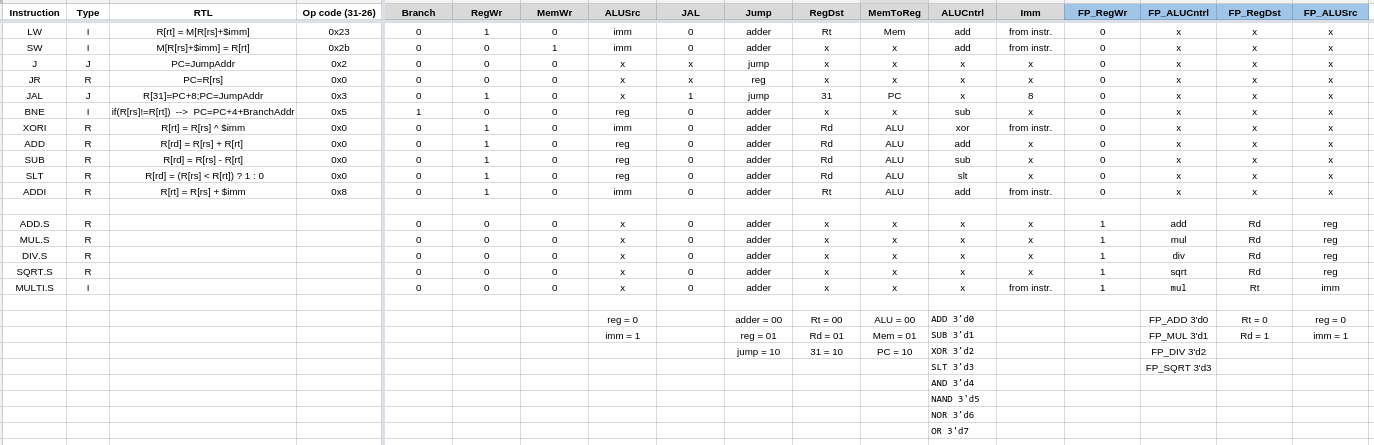 Instruction Type RTL Op code (31-26) Branch RegWr MemWr ALUSrc JAL Jump RegDst MemToReg ALUCntrl Imm FP_RegWr FP_ALUCntrl FP_RegDst FP_ALUSrc
LW I R[rt] = M[R[rs]+$imm] 0x23 0 1 0 imm 0 adder Rt Mem add from instr. 0 x x x
SW I M[R[rs]+$imm] = R[rt] 0x2b 0 0 1 imm 0 adder x x add from instr. 0 x x x
J J PC=JumpAddr 0x2 0 0 0 x x jump x x x x 0 x x x
JR R PC=R[rs] 0x0 0 0 0 x x reg x x x x 0 x x x
JAL J R[31]=PC+8;PC=JumpAddr 0x3 0 1 0 x 1 jump 31 PC x 8 0 x x x
BNE I if(R[rs]!=R[rt]) --> PC=PC+4+BranchAddr 0x5 1 0 0 reg 0 adder x x sub x 0 x x x
XORI R R[rt] = R[rs] ^ $imm 0x0 0 1 0 imm 0 adder Rd ALU xor from instr. 0 x x x
ADD R R[rd] = R[rs] + R[rt] 0x0 0 1 0 reg 0 adder Rd ALU add x 0 x x x
SUB R R[rd] = R[rs] - R[rt] 0x0 0 1 0 reg 0 adder Rd ALU sub x 0 x x x
SLT R R[rd] = (R[rs] < R[rt]) ? 1 : 0 0x0 0 1 0 reg 0 adder Rd ALU slt x 0 x x x
ADDI R R[rt] = R[rs] + $imm 0x8 0 1 0 imm 0 adder Rt ALU add from instr. 0 x x x
ADD.S R 0 0 0 x 0 adder x x x x 1 add Rd reg
MUL.S R 0 0 0 x 0 adder x x x x 1 mul Rd reg
DIV.S R 0 0 0 x 0 adder x x x x 1 div Rd reg
SQRT.S R 0 0 0 x 0 adder x x x x 1 sqrt Rd reg
MULTI.S I 0 0 0 x 0 adder x x x from instr. 1 mul Rt imm
reg = 0 adder = 00 Rt = 00 ALU = 00 ADD 3'd0 FP_ADD 3'd0 Rt = 0 reg = 0
imm = 1 reg = 01 Rd = 01 Mem = 01 SUB 3'd1 FP_MUL 3'd1 Rd = 1 imm = 1
jump = 10 31 = 10 PC = 10 XOR 3'd2 FP_DIV 3'd2
SLT 3'd3 FP_SQRT 3'd3
AND 3'd4
NAND 3'd5
NOR 3'd6
OR 3'd7